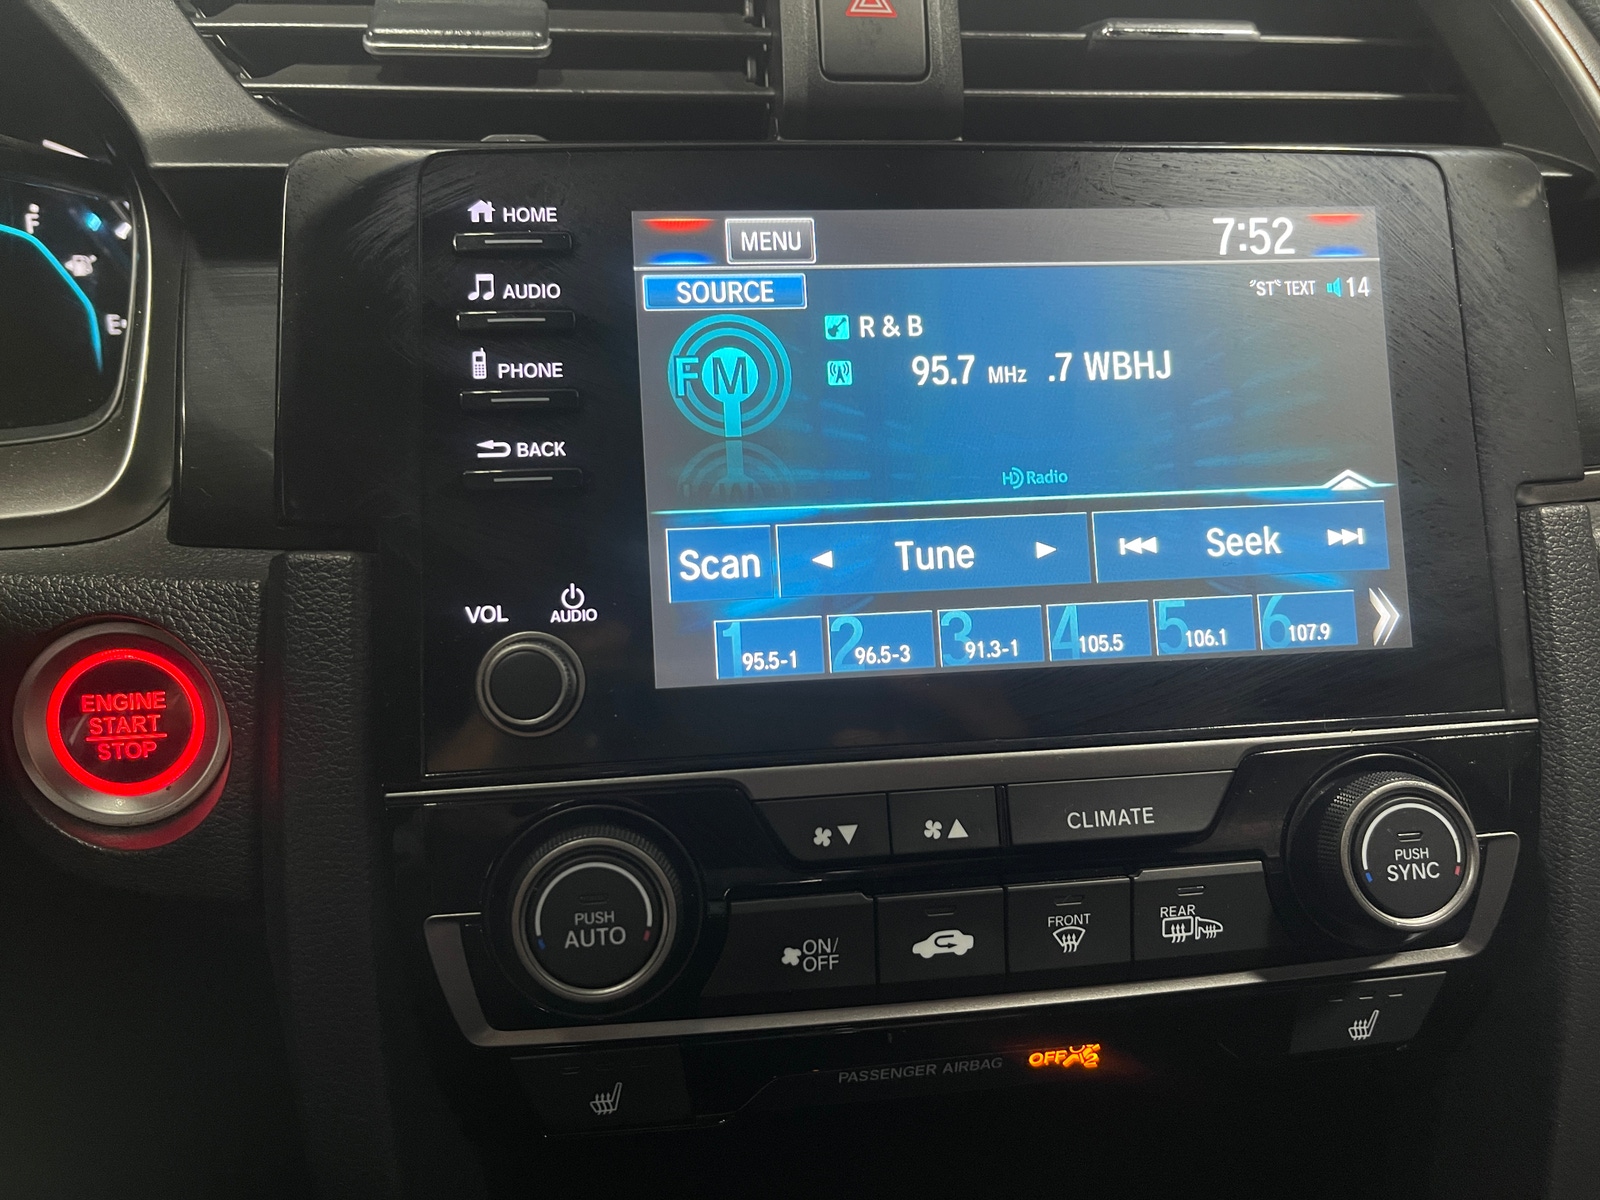 F
E
HOME
AUDIO
PHONE
BACK
VOL
AUDIO
MENU
7:52
SOURCE
"ST" TEXT 14
FM
R & B
95.7 MHz .7 WBHJ
HD Radio
Scan
Tune
Seek
1 95.5-1
2 96.5-3
3 91.3-1
4 105.5
5 106.1
6 107.9
ENGINE
START
STOP
CLIMATE
PUSH
AUTO
ON/
OFF
FRONT
REAR
PUSH
SYNC
PASSENGER AIRBAG
OFF 2